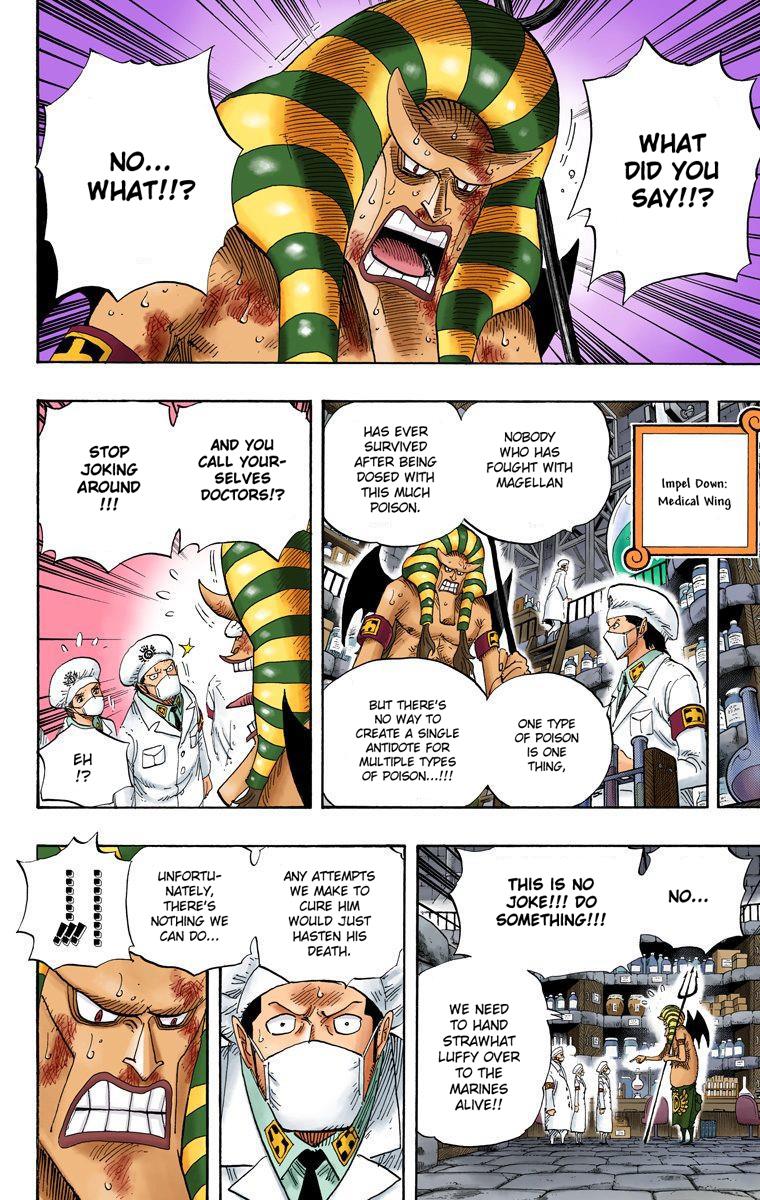 WHAT
DID YOU
SAY!!?
NO...
WHAT!!?
Impel Down:
Medical Wing
NOBODY
WHO HAS
FOUGHT WITH
MAGELLAN
HAS EVER
SURVIVED
AFTER BEING
DOSED WITH
THIS MUCH
POISON.
ONE TYPE
OF POISON
IS ONE
THING,
BUT THERE'S
NO WAY TO
CREATE A SINGLE
ANTIDOTE FOR
MULTIPLE TYPES
OF POISON...!!!
AND YOU
CALL YOUR-
SELVES
DOCTORS!?
STOP
JOKING
AROUND
!!!
EH
!?
NO...
THIS IS NO
JOKE!!! DO
SOMETHING!!!
WE NEED
TO HAND
STRAWHAT
LUFFY OVER
TO THE
MARINES
ALIVE!!
ANY ATTEMPTS
WE MAKE TO
CURE HIM
WOULD JUST
HASTEN HIS
DEATH.
UNFORTU-
NATELY,
THERE'S
NOTHING WE
CAN DO...
......!!!